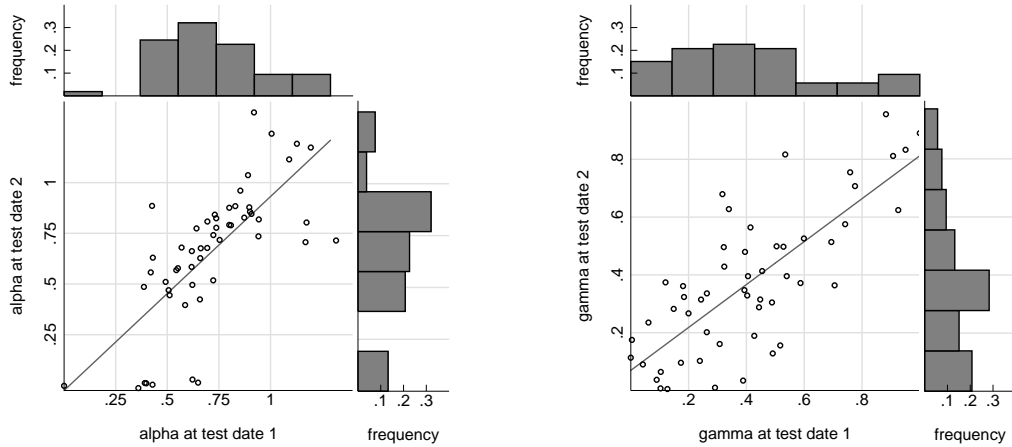 frequency
.1 .2 .3
alpha at test date 2
.25 .5 .75 1
.25 .5 .75 1
alpha at test date 1
.1 .2 .3
frequency
frequency
.1 .2 .3
gamma at test date 2
.2 .4 .6 .8
.2 .4 .6 .8 1
gamma at test date 1
.1 .2 .3
frequency